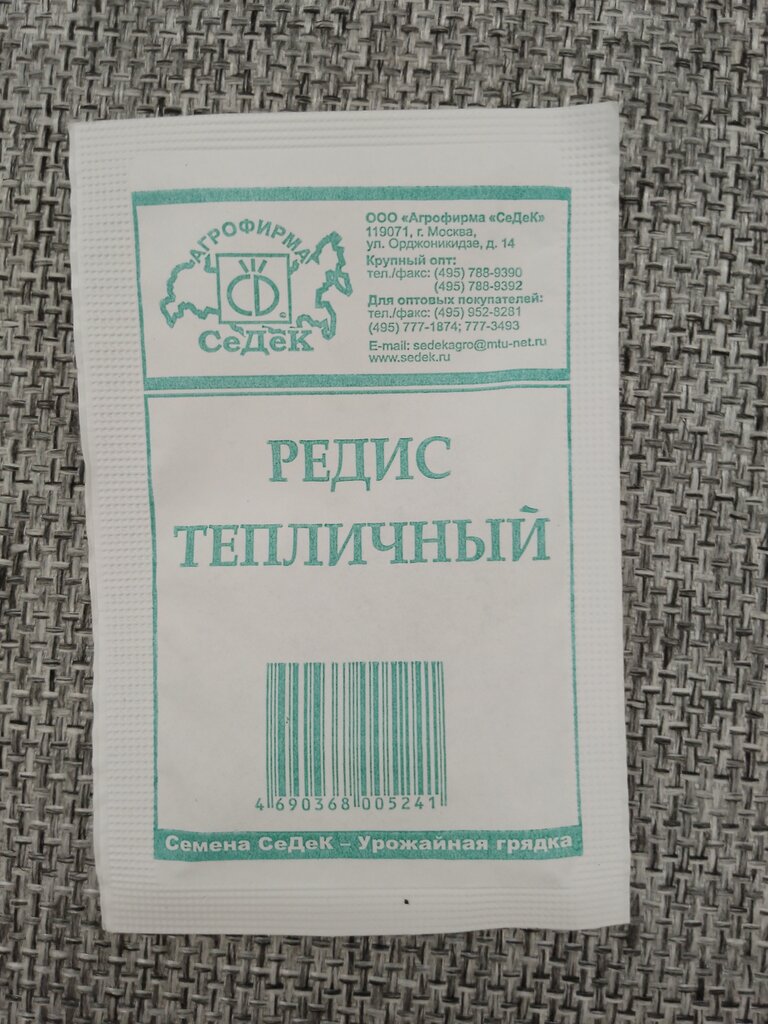 АГРОФИРМА
СеДеК
ООО «Агрофирма «СеДеК»
119071, г. Москва,
ул. Орджоникидзе, д. 14
Крупный опт:
тел./факс: (495) 788-9390
(495) 788-9392
Для оптовых покупателей:
тел./факс: (495) 952-8281
(495) 777-1874; 777-3493
E-mail: sedekagro@mtu-net.ru
www.sedek.ru
РЕДИС
ТЕПЛИЧНЫЙ
4 690368 005241
Семена СеДеК – Урожайная грядка